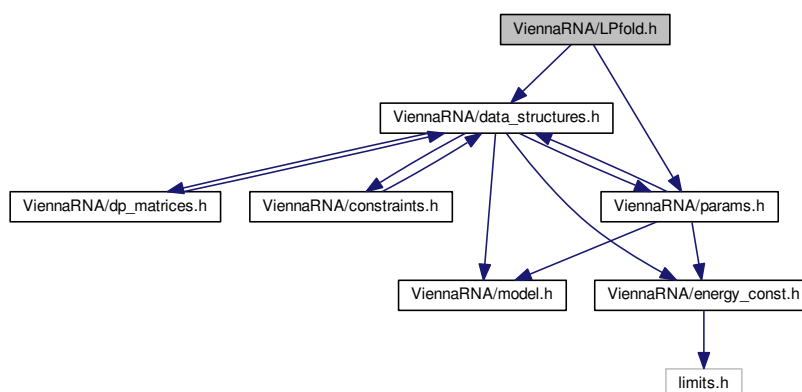 ViennaRNA/LPfold.h
ViennaRNA/data_structures.h
ViennaRNA/dp_matrices.h
ViennaRNA/constraints.h
ViennaRNA/params.h
ViennaRNA/model.h
ViennaRNA/energy_const.h
limits.h